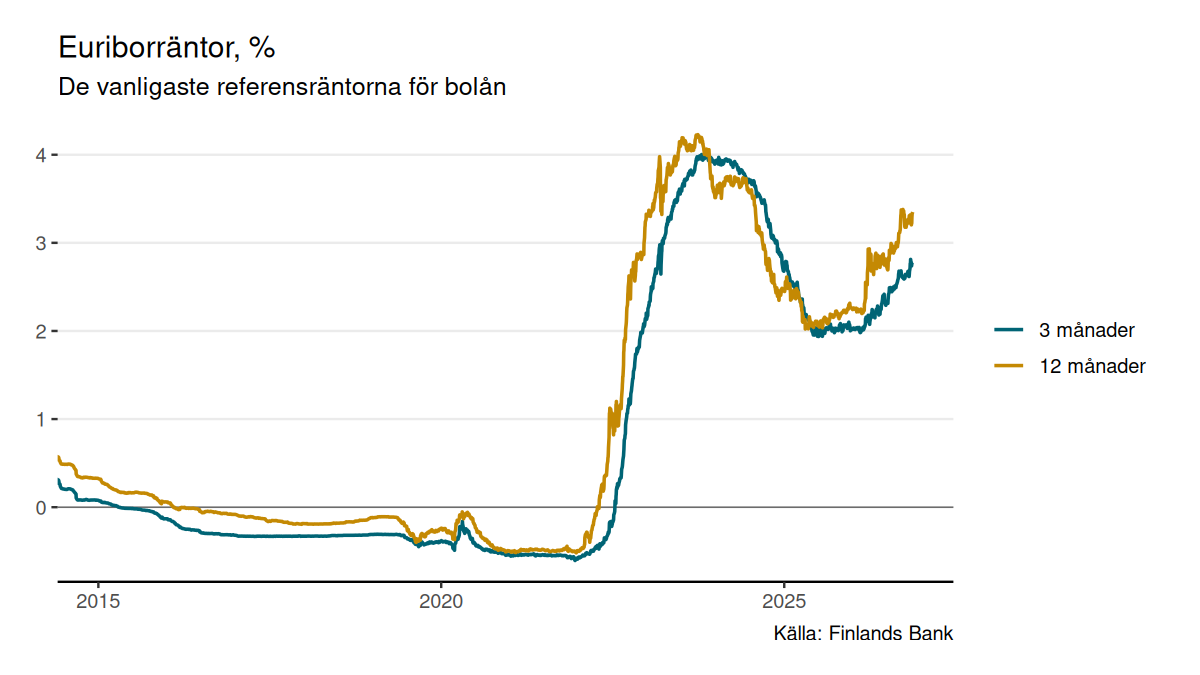 Euriborräntor, %
De vanligaste referensräntorna för bolån
4
3
2
1
0
2015
2020
2025
3 månader
12 månader
Källa: Finlands Bank